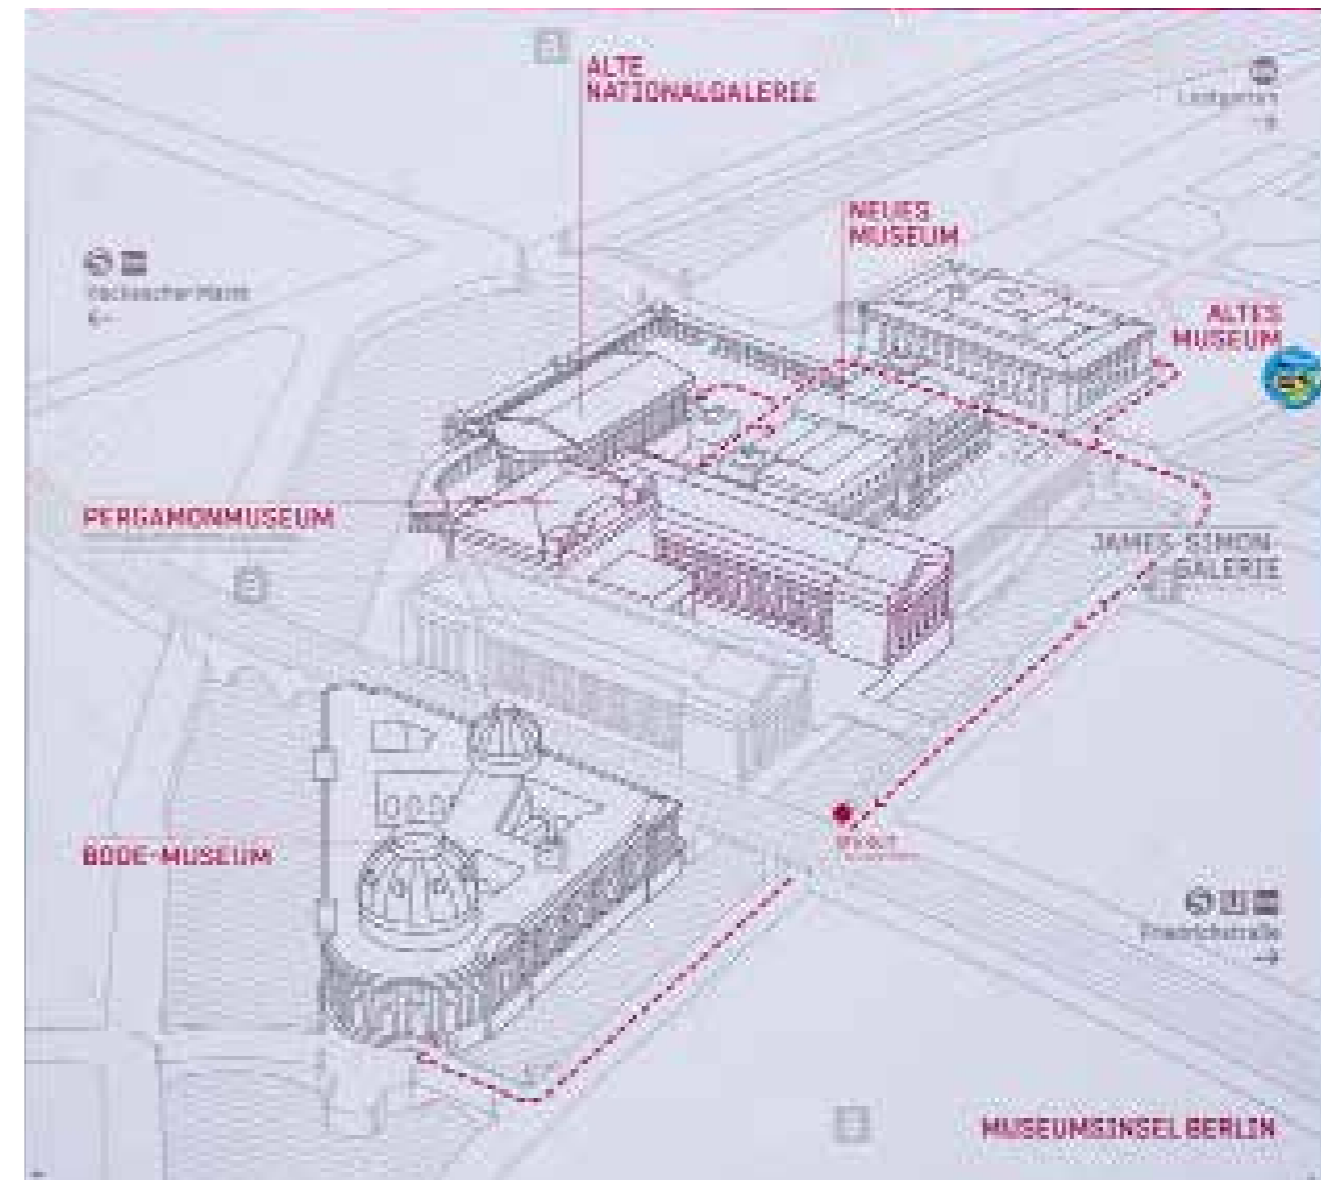 ALTE
NATIONALGALERIE
NEUES
MUSEUM
ALTES
MUSEUM
PERGAMONMUSEUM
JAMES-SIMON-
GALERIE
BODE-MUSEUM
Friedrichstraße
MUSEUMSINSEL BERLIN